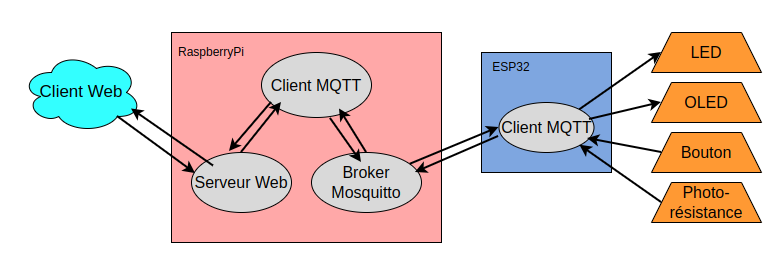 RaspberryPi
Client MQTT
Client Web
Serveur Web
Broker
Mosquitto
ESP32
Client MQTT
LED
OLED
Bouton
Photo-
résistance